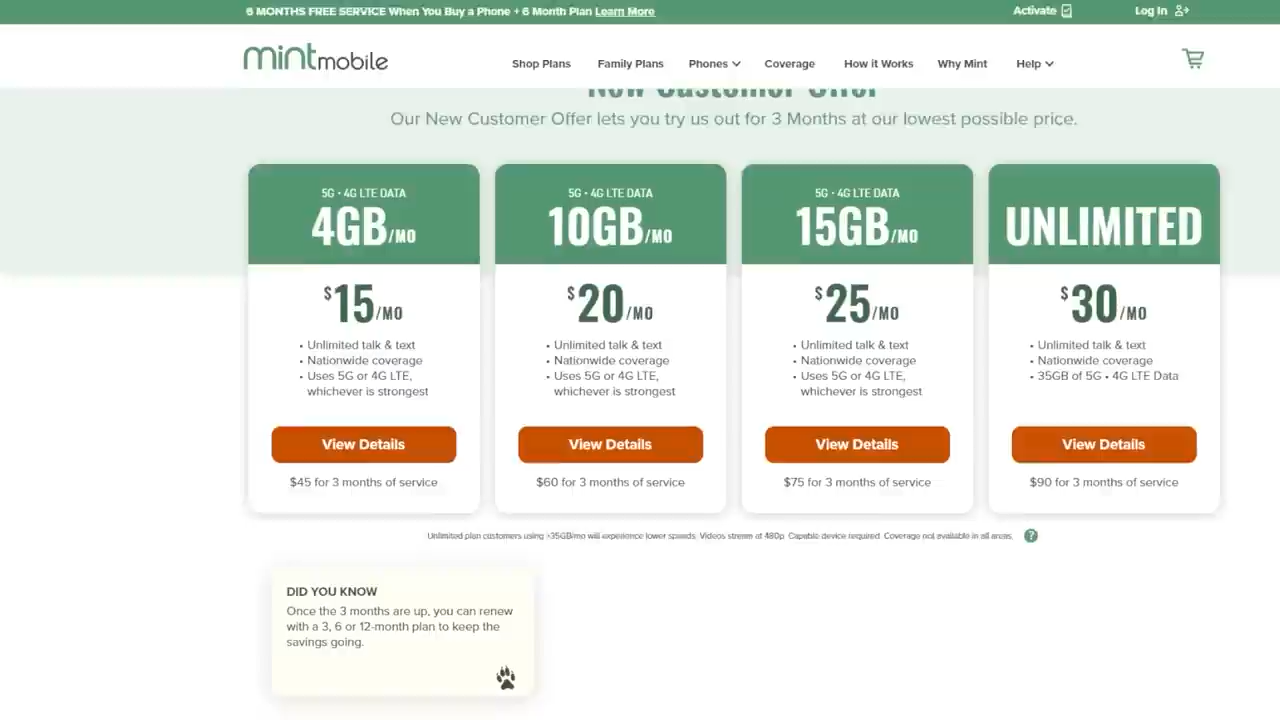 6 MONTHS FREE SERVICE When You Buy a Phone + 6 Month Plan Learn More
Activate
Log In
mintmobile
Shop Plans
Family Plans
Phones
Coverage
How it Works
Why Mint
Help
New Customer Offer
Our New Customer Offer lets you try us out for 3 Months at our lowest possible price.
5G • 4G LTE DATA
4GB/MO
$15/MO
• Unlimited talk & text
• Nationwide coverage
• Uses 5G or 4G LTE,
whichever is strongest
View Details
$45 for 3 months of service
5G • 4G LTE DATA
10GB/MO
$20/MO
• Unlimited talk & text
• Nationwide coverage
• Uses 5G or 4G LTE,
whichever is strongest
View Details
$60 for 3 months of service
5G • 4G LTE DATA
15GB/MO
$25/MO
• Unlimited talk & text
• Nationwide coverage
• Uses 5G or 4G LTE,
whichever is strongest
View Details
$75 for 3 months of service
UNLIMITED
$30/MO
• Unlimited talk & text
• Nationwide coverage
• 35GB of 5G • 4G LTE Data
View Details
$90 for 3 months of service
Unlimited plan customers using >35GB/mo will experience lower speeds. Videos stream at 480p. Capable device required. Coverage not available in all areas. ?
DID YOU KNOW
Once the 3 months are up, you can renew
with a 3, 6 or 12-month plan to keep the
savings going.